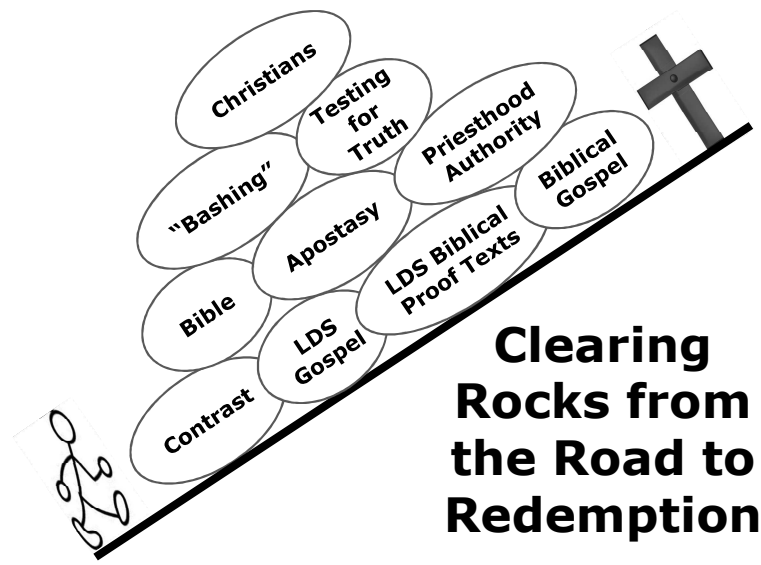 Christians
Testing
for
Truth
Priesthood
Authority
Biblical
Gospel
“Bashing”
Apostasy
LDS Biblical
Proof Texts
Bible
LDS
Gospel
Contrast
Clearing
Rocks from
the Road to
Redemption